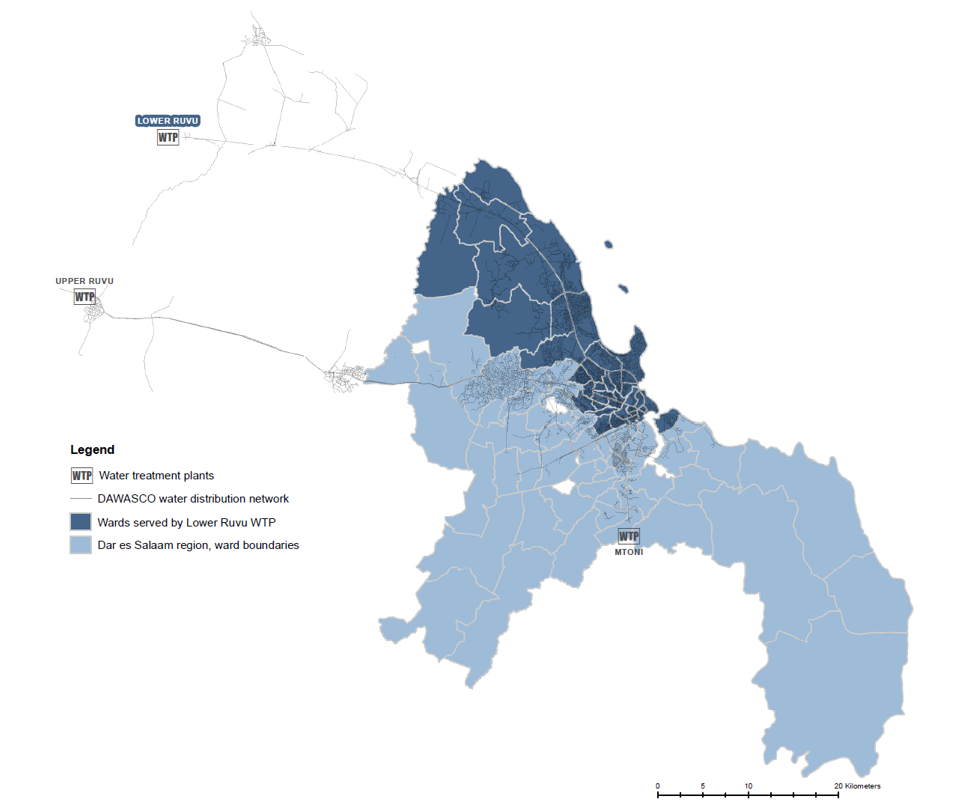 LOWER RUVU
WTP
UPPER RUVU
WTP
Legend
WTP Water treatment plants
DAWASCO water distribution network
Wards served by Lower Ruvu WTP
Dar es Salaam region, ward boundaries
WTP
MTONI
0 5 10 20 Kilometers